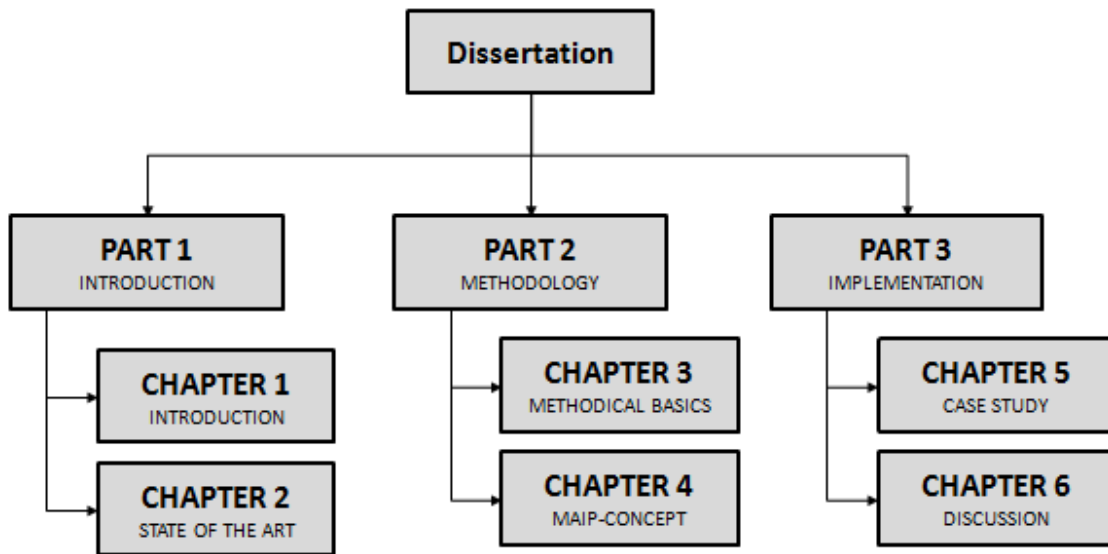 Dissertation
PART 1
INTRODUCTION
PART 2
METHODOLOGY
PART 3
IMPLEMENTATION
CHAPTER 1
INTRODUCTION
CHAPTER 2
STATE OF THE ART
CHAPTER 3
METHODICAL BASICS
CHAPTER 4
MAIP-CONCEPT
CHAPTER 5
CASE STUDY
CHAPTER 6
DISCUSSION